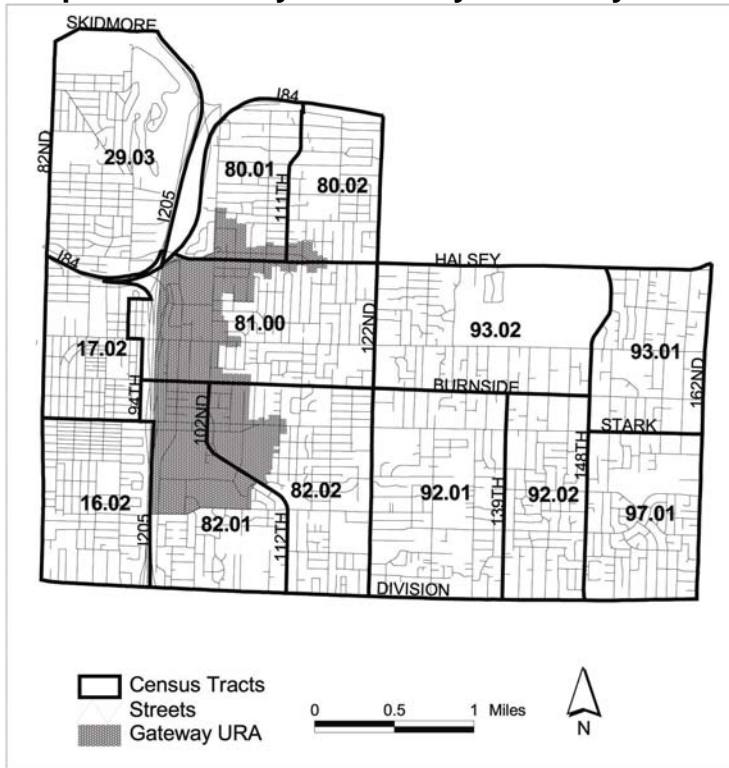 SKIDMORE
I84
82ND
29.03
80.01
80.02
111TH
I205
I84
HALSEY
81.00
122ND
93.02
93.01
17.02
162ND
94TH
BURNSIDE
102ND
STARK
148TH
16.02
82.02
92.01
139TH
92.02
97.01
I205
82.01
112TH
DIVISION
Census Tracts
Streets
Gateway URA
0 0.5 1 Miles
N